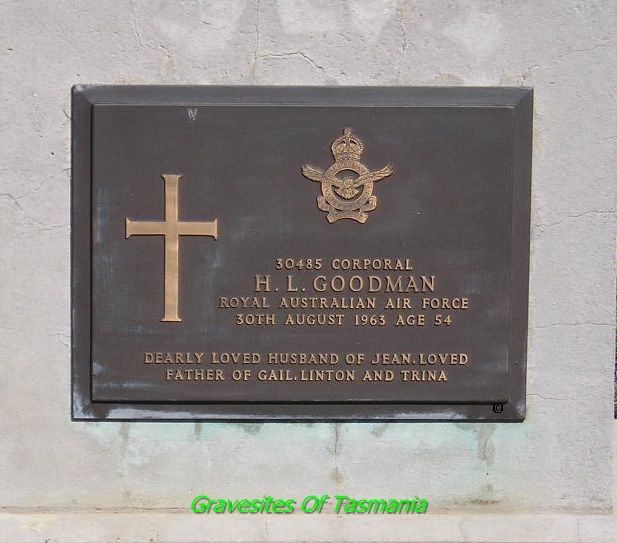 30485 CORPORAL
H. L. GOODMAN
ROYAL AUSTRALIAN AIR FORCE
30TH AUGUST 1963 AGE 54
DEARLY LOVED HUSBAND OF JEAN. LOVED
FATHER OF GAIL. LINTON AND TRINA
Gravesites Of Tasmania